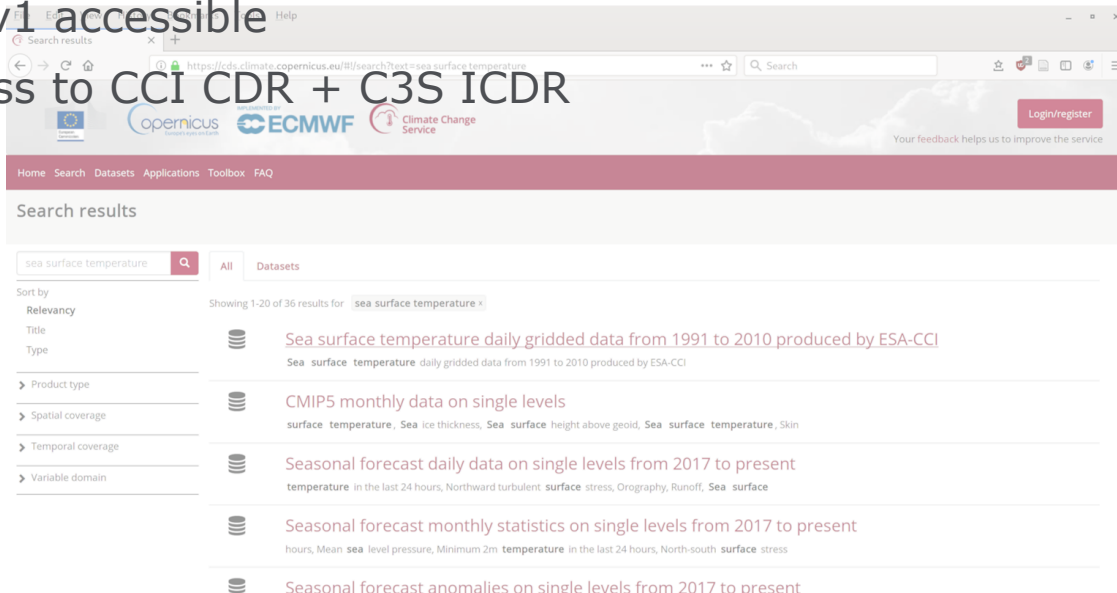 v1 accessible
ss to CCI CDR + C3S ICDR
File Edit View History Bookmarks Tools Help
Search results × +
https://cds.climate.copernicus.eu/#!/search?text=sea surface temperature
Search
opernicus
IMPLEMENTED BY
ECMWF
Climate Change
Service
Login/register
Your feedback helps us to improve the service
Home Search Datasets Applications Toolbox FAQ
Search results
sea surface temperature
All Datasets
Sort by
Relevancy
Title
Type
Product type
Spatial coverage
Temporal coverage
Variable domain
Showing 1-20 of 36 results for sea surface temperature ×
Sea surface temperature daily gridded data from 1991 to 2010 produced by ESA-CCI
Sea surface temperature daily gridded data from 1991 to 2010 produced by ESA-CCI
CMIP5 monthly data on single levels
surface temperature, Sea ice thickness, Sea surface height above geoid, Sea surface temperature, Skin
Seasonal forecast daily data on single levels from 2017 to present
temperature in the last 24 hours, Northward turbulent surface stress, Orography, Runoff, Sea surface
Seasonal forecast monthly statistics on single levels from 2017 to present
hours, Mean sea level pressure, Minimum 2m temperature in the last 24 hours, North-south surface stress
Seasonal forecast anomalies on single levels from 2017 to present